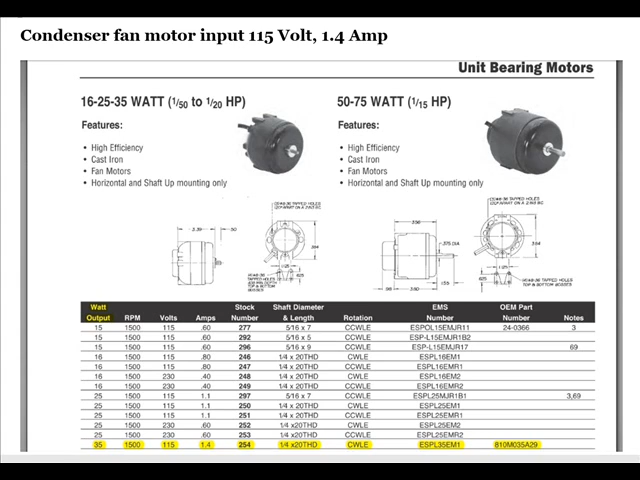 Condenser fan motor input 115 Volt, 1.4 Amp
Unit Bearing Motors
16-25-35 WATT (1/50 to 1/20 HP)
Features:
• High Efficiency
• Cast Iron
• Fan Motors
• Horizontal and Shaft Up mounting only
50-75 WATT (1/15 HP)
Features:
• High Efficiency
• Cast Iron
• Fan Motors
• Horizontal and Shaft Up mounting only
Watt Stock Shaft Diameter EMS OEM Part
Output RPM Volts Amps Number & Length Rotation Number Number Notes
15 1500 115 .60 277 5/16 x 7 CCWLE ESPOL15EMJR11 24-0366 3
15 1500 115 .60 292 5/16 x 5 CCWLE ESP-L15EMJR1B2
15 1500 115 .60 296 5/16 x 9 CCWLE ESP-L15EMJR17 69
16 1500 115 .80 246 1/4 x 20THD CWLE ESPL16EM1
16 1500 115 .80 247 1/4 x 20THD CCWLE ESPL16EMR1
16 1500 230 .40 248 1/4 x 20THD CWLE ESPL16EM2
16 1500 230 .40 249 1/4 x 20THD CCWLE ESPL16EMR2
25 1500 115 1.1 297 5/16 x 7 CCWLE ESPL25MJR1B1 3,69
25 1500 115 1.1 250 1/4 x 20THD CWLE ESPL25EM1
25 1500 115 1.1 251 1/4 x 20THD CCWLE ESPL25EMR1
25 1500 230 .60 252 1/4 x 20THD CWLE ESPL25EM2
25 1500 230 .60 253 1/4 x 20THD CCWLE ESPL25EMR2
35 1500 115 1.4 254 1/4 x20THD CWLE ESPL35EM1 810M035A29